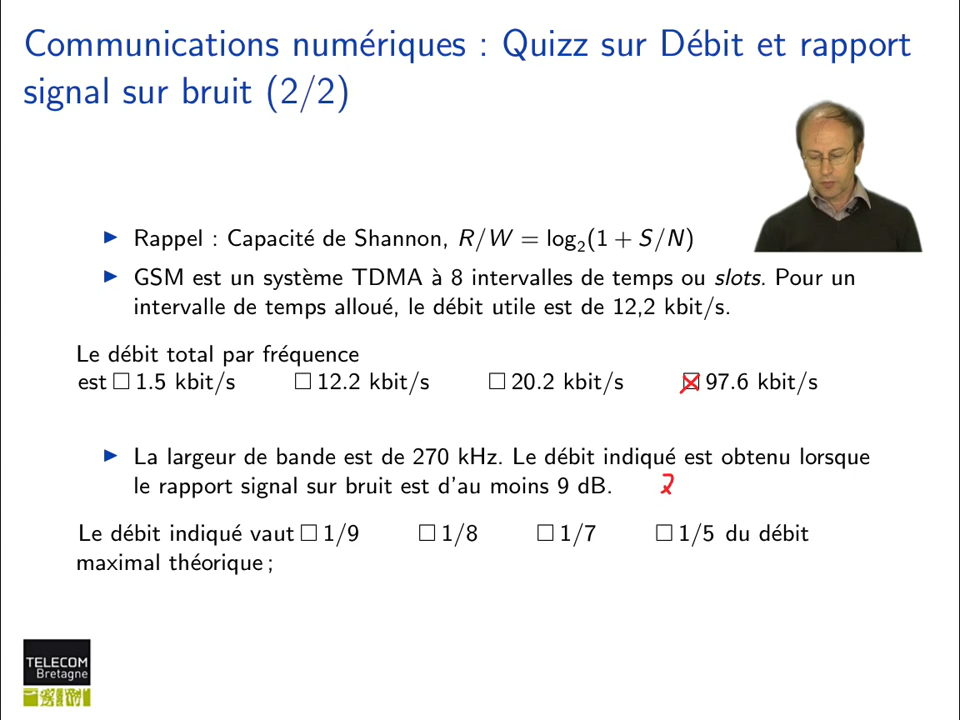 Communications numériques : Quizz sur Débit et rapport
signal sur bruit (2/2)
Rappel : Capacité de Shannon, R/W = log₂(1 + S/N)
GSM est un système TDMA à 8 intervalles de temps ou slots. Pour un
intervalle de temps alloué, le débit utile est de 12,2 kbit/s.
Le débit total par fréquence
est □ 1.5 kbit/s □ 12.2 kbit/s □ 20.2 kbit/s ☒ 97.6 kbit/s
La largeur de bande est de 270 kHz. Le débit indiqué est obtenu lorsque
le rapport signal sur bruit est d'au moins 9 dB.
Le débit indiqué vaut □ 1/9 □ 1/8 □ 1/7 □ 1/5 du débit
maximal théorique ;
TELECOM
Bretagne